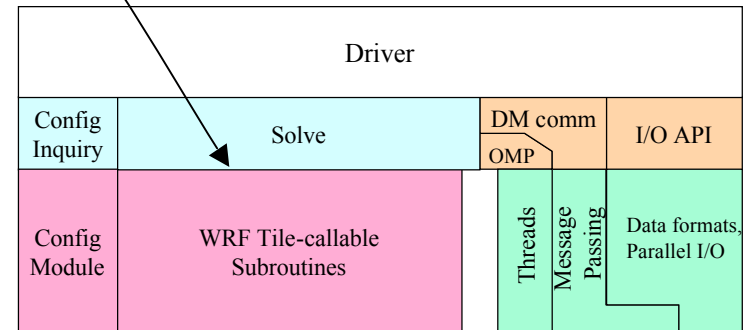 Driver
Config
Inquiry
Solve
DM comm
OMP
I/O API
Config
Module
WRF Tile-callable
Subroutines
Threads
Message
Passing
Data formats,
Parallel I/O